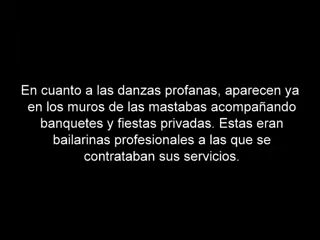 En cuanto a las danzas profanas, aparecen ya
en los muros de las mastabas acompañando
banquetes y fiestas privadas. Estas eran
bailarinas profesionales a las que se
contrataban sus servicios.